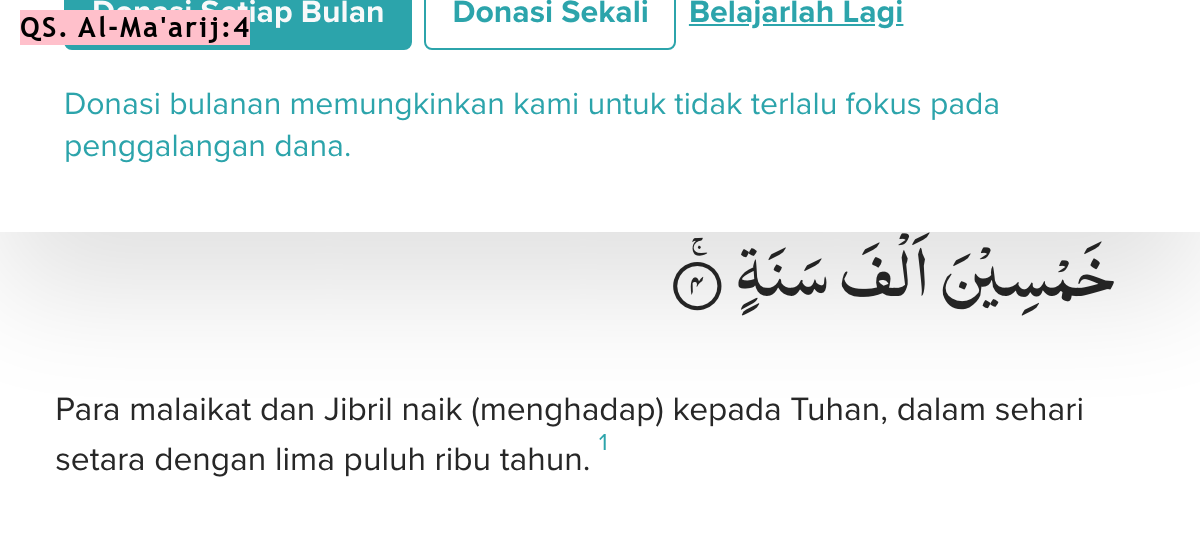 Donasi Setiap Bulan Donasi Sekali Belajarlah Lagi
QS. Al-Ma'arij:4
Donasi bulanan memungkinkan kami untuk tidak terlalu fokus pada
penggalangan dana.
خَمْسِيْنَ اَلْفَ سَنَةٍ ۚ ٤
Para malaikat dan Jibril naik (menghadap) kepada Tuhan, dalam sehari
setara dengan lima puluh ribu tahun. 1